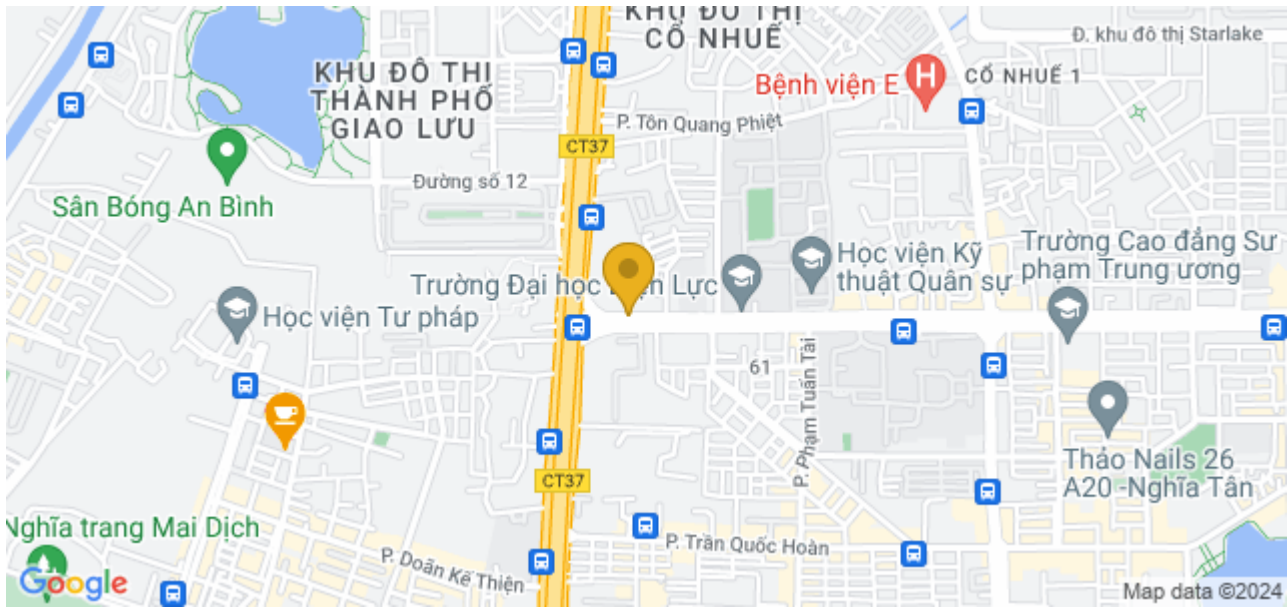 KHU ĐÔ THỊ
CỔ NHUẾ
Đ. khu đô thị Starlake
KHU ĐÔ THỊ
THÀNH PHỐ
GIAO LƯU
Bệnh viện E
H
CỔ NHUẾ 1
P. Tôn Quang Phiệt
CT37
Đường số 12
Sân Bóng An Bình
Trường Đại học
Lực
Học viện Kỹ
thuật Quân sự
Trường Cao đẳng Sư
phạm Trung ương
Học viện Tư pháp
61
P. Phạm Tuấn Tài
Thảo Nails 26
A20 -Nghĩa Tân
CT37
Nghĩa trang Mai Dịch
P. Trần Quốc Hoàn
P. Doãn Kế Thiện
Google
Map data ©2024